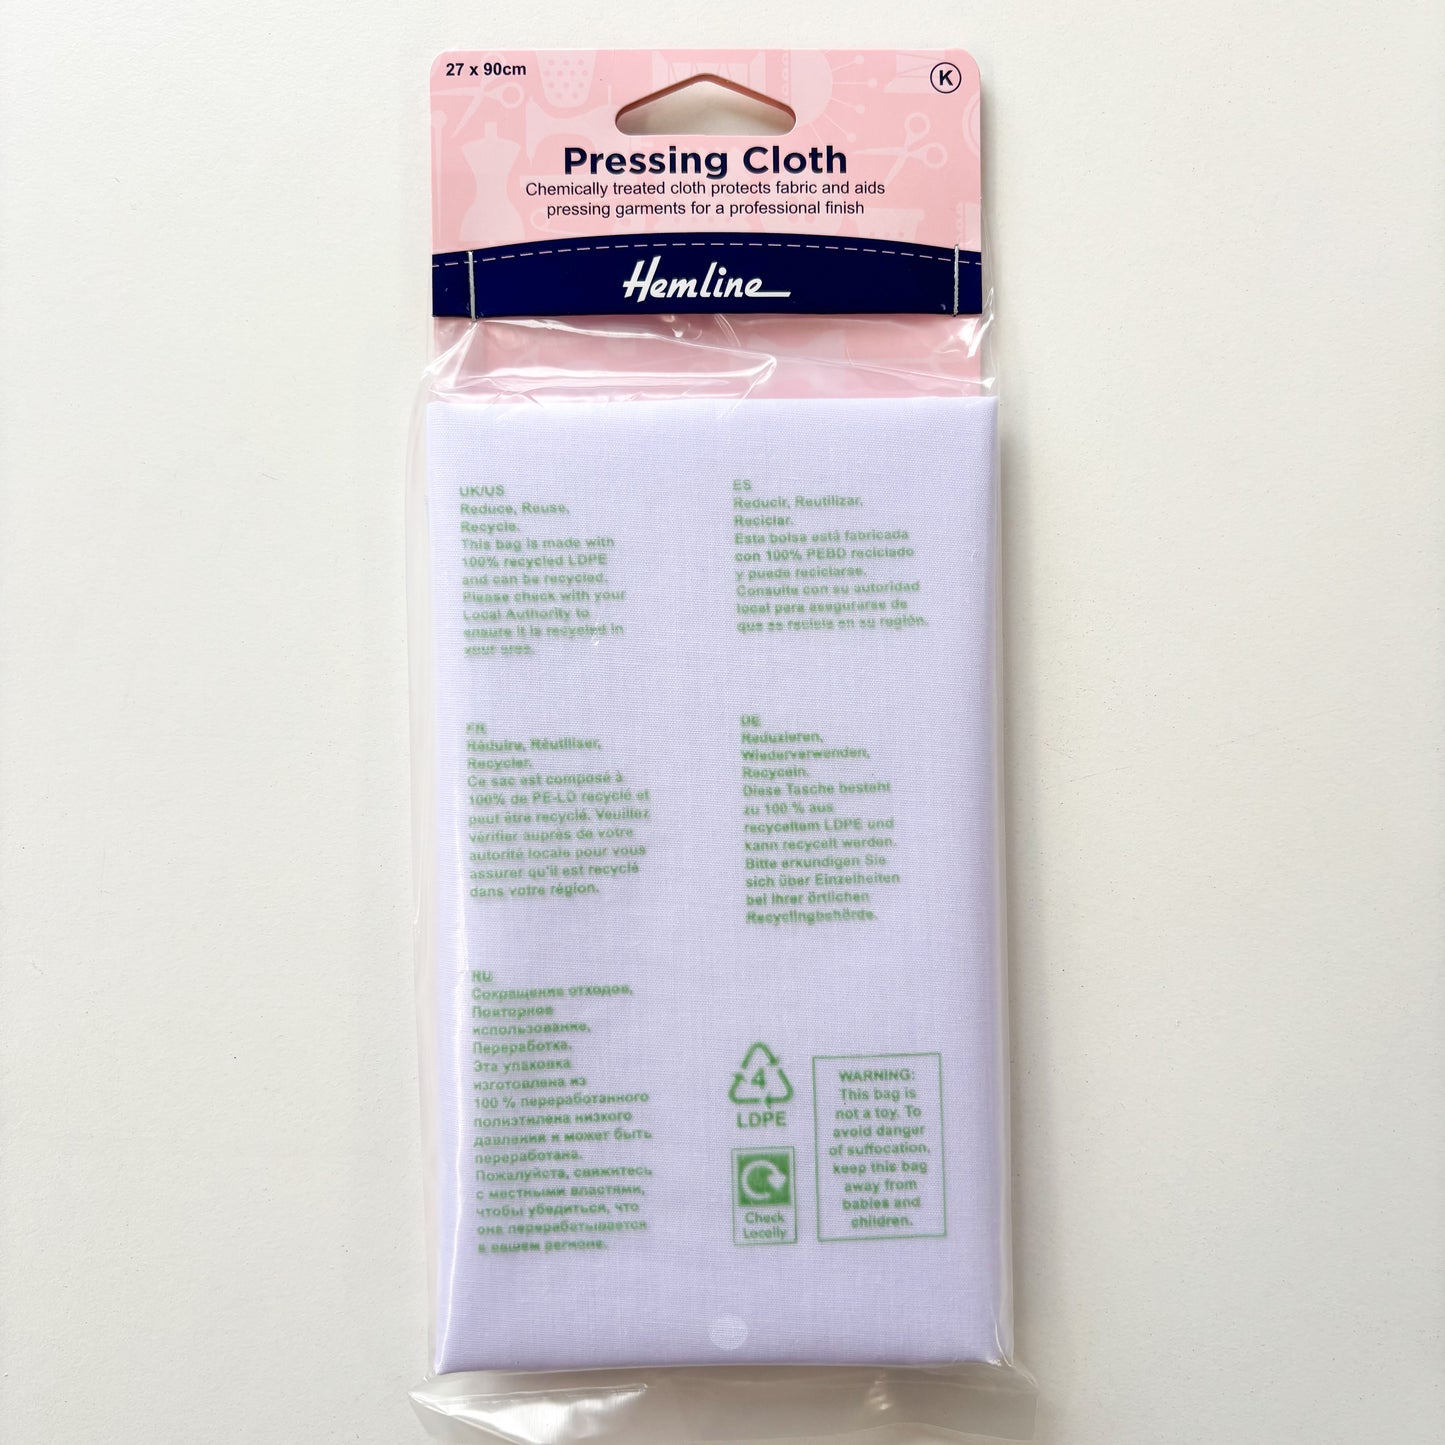 27 x 90cm
K
Pressing Cloth
Chemically treated cloth protects fabric and aids
pressing garments for a professional finish
Hemline
UK/US
Reduce, Reuse,
Recycle.
This bag is made with
100% recycled LDPE
and can be recycled.
Please check with your
Local Authority to
ensure it is recycled in
your area.
ES
Reducir, Reutilizar,
Reciclar.
Esta bolsa está fabricada
con 100% PEBD reciclado
y puede reciclarse.
Consulte con su autoridad
local para asegurarse de
que se recicla en su región.
FR
Réduire, Réutiliser,
Recycler.
Ce sac est composé à
100% de PE-LD recyclé et
peut être recyclé. Veuillez
vérifier auprès de votre
autorité locale pour vous
assurer qu'il est recyclé
dans votre région.
DE
Reduzieren,
Wiederverwenden,
Recyceln.
Diese Tasche besteht
zu 100 % aus
recyceltem LDPE und
kann recycelt werden.
Bitte erkundigen Sie
sich über Einzelheiten
bei Ihrer örtlichen
Recyclingbehörde.
RU
Сокращение отходов,
Повторное
использование,
Переработка.
Эта упаковка
изготовлена из
100 % переработанного
полиэтилена низкого
давления и может быть
переработана.
Пожалуйста, свяжитесь
с местными властями,
чтобы убедиться, что
она перерабатывается
в вашем регионе.
4
LDPE
Check
Locally
WARNING:
This bag is
not a toy. To
avoid danger
of suffocation,
keep this bag
away from
babies and
children.